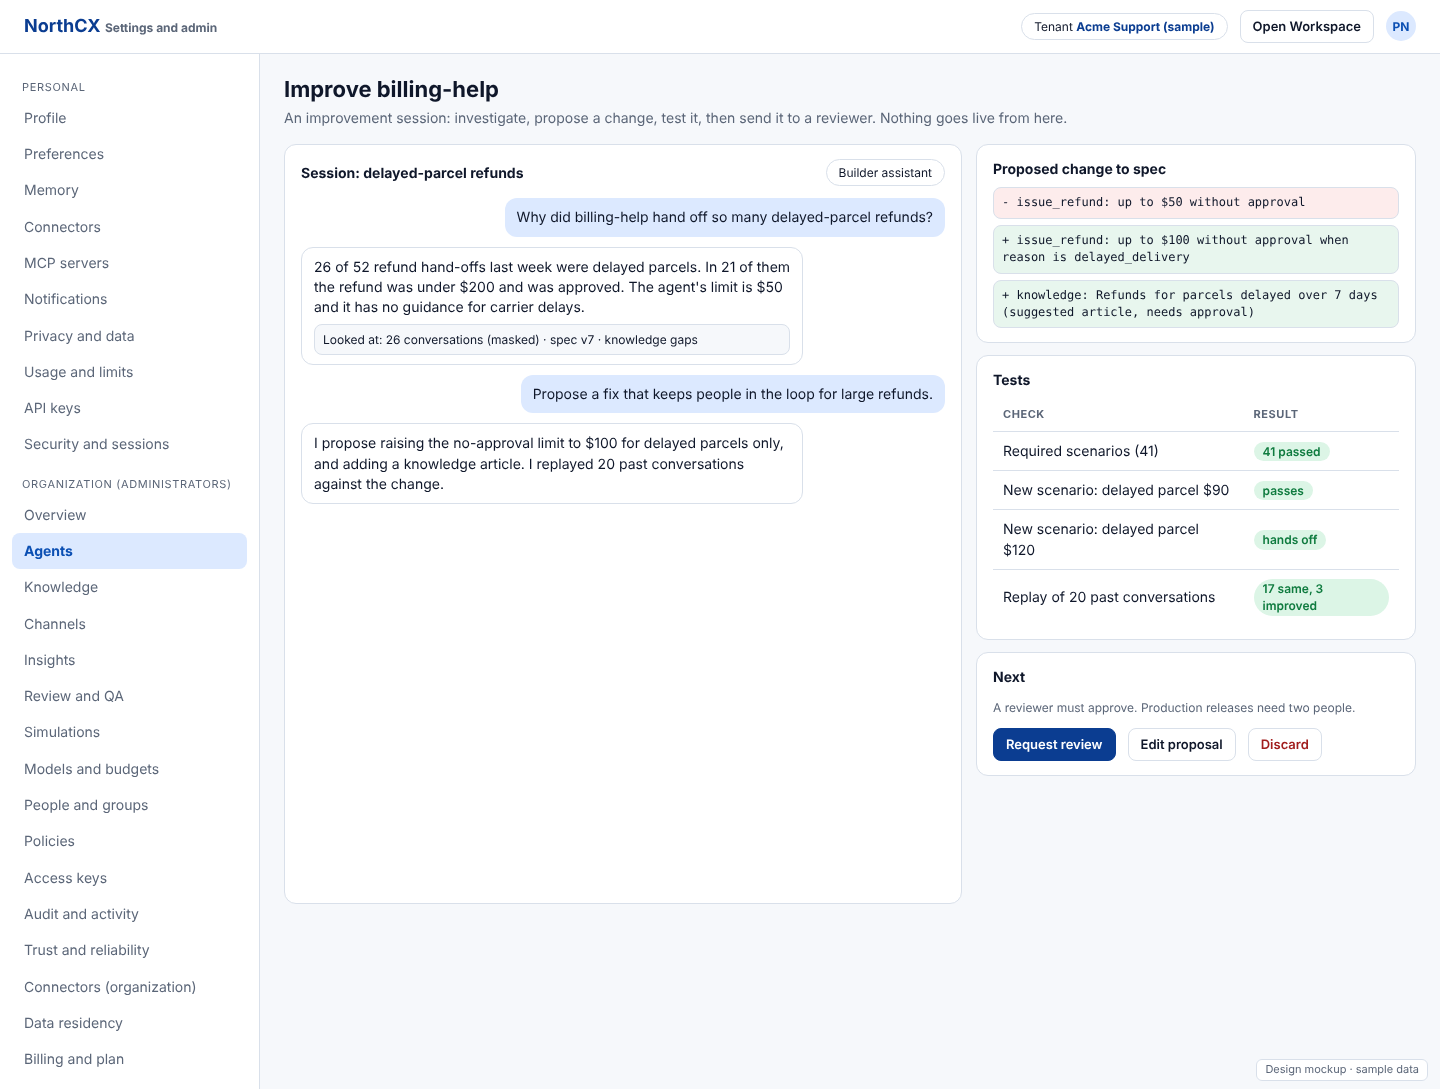 NorthCX Settings and admin
Tenant Acme Support (sample)
Open Workspace
PN
PERSONAL
Profile
Preferences
Memory
Connectors
MCP servers
Notifications
Privacy and data
Usage and limits
API keys
Security and sessions
ORGANIZATION (ADMINISTRATORS)
Overview
Agents
Knowledge
Channels
Insights
Review and QA
Simulations
Models and budgets
People and groups
Policies
Access keys
Audit and activity
Trust and reliability
Connectors (organization)
Data residency
Billing and plan
Improve billing-help
An improvement session: investigate, propose a change, test it, then send it to a reviewer. Nothing goes live from here.
Session: delayed-parcel refunds
Builder assistant
Why did billing-help hand off so many delayed-parcel refunds?
26 of 52 refund hand-offs last week were delayed parcels. In 21 of them
the refund was under $200 and was approved. The agent's limit is $50
and it has no guidance for carrier delays.
Looked at: 26 conversations (masked) · spec v7 · knowledge gaps
Propose a fix that keeps people in the loop for large refunds.
I propose raising the no-approval limit to $100 for delayed parcels only,
and adding a knowledge article. I replayed 20 past conversations
against the change.
Proposed change to spec
- issue_refund: up to $50 without approval
+ issue_refund: up to $100 without approval when
reason is delayed_delivery
+ knowledge: Refunds for parcels delayed over 7 days
(suggested article, needs approval)
Tests
CHECK RESULT
Required scenarios (41) 41 passed
New scenario: delayed parcel $90 passes
New scenario: delayed parcel
$120
hands off
Replay of 20 past conversations
17 same, 3
improved
Next
A reviewer must approve. Production releases need two people.
Request review
Edit proposal
Discard
Design mockup · sample data